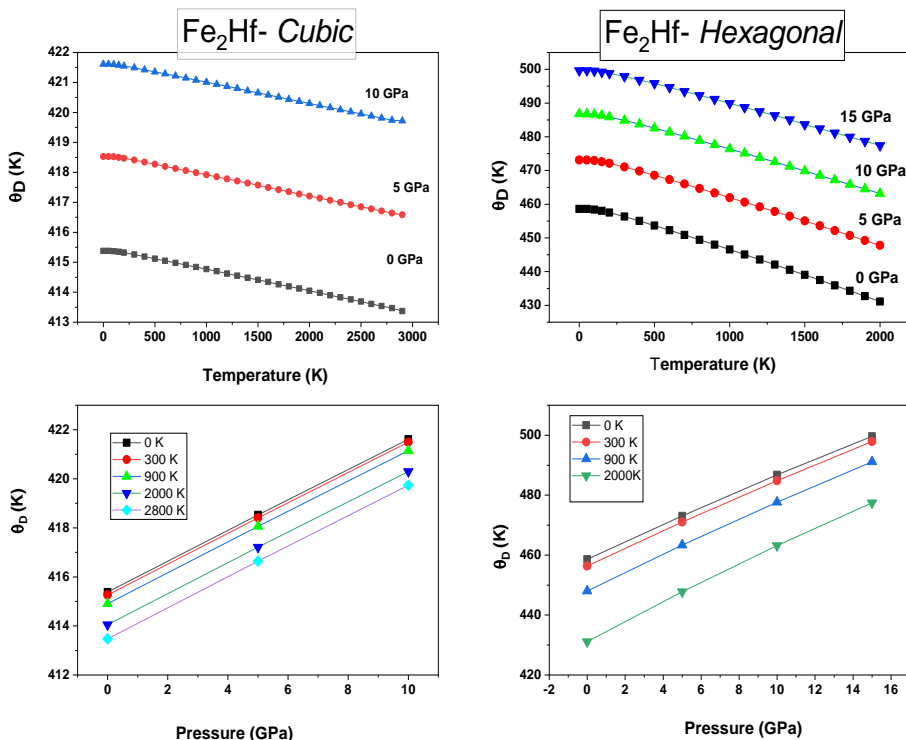 Fe2Hf- Cubic
422
421
420
419
418
417
416
415
414
413
θD (K)
10 GPa
5 GPa
0 GPa
0 500 1000 1500 2000 2500 3000
Temperature (K)
Fe2Hf- Hexagonal
500
490
480
470
460
450
440
430
θD (K)
15 GPa
10 GPa
5 GPa
0 GPa
0 500 1000 1500 2000
Temperature (K)
422
420
418
416
414
412
θD (K)
0 K
300 K
900 K
2000 K
2800 K
0 2 4 6 8 10
Pressure (GPa)
500
480
460
440
420
θD (K)
0 K
300 K
900 K
2000K
-2 0 2 4 6 8 10 12 14 16
Pressure (GPa)